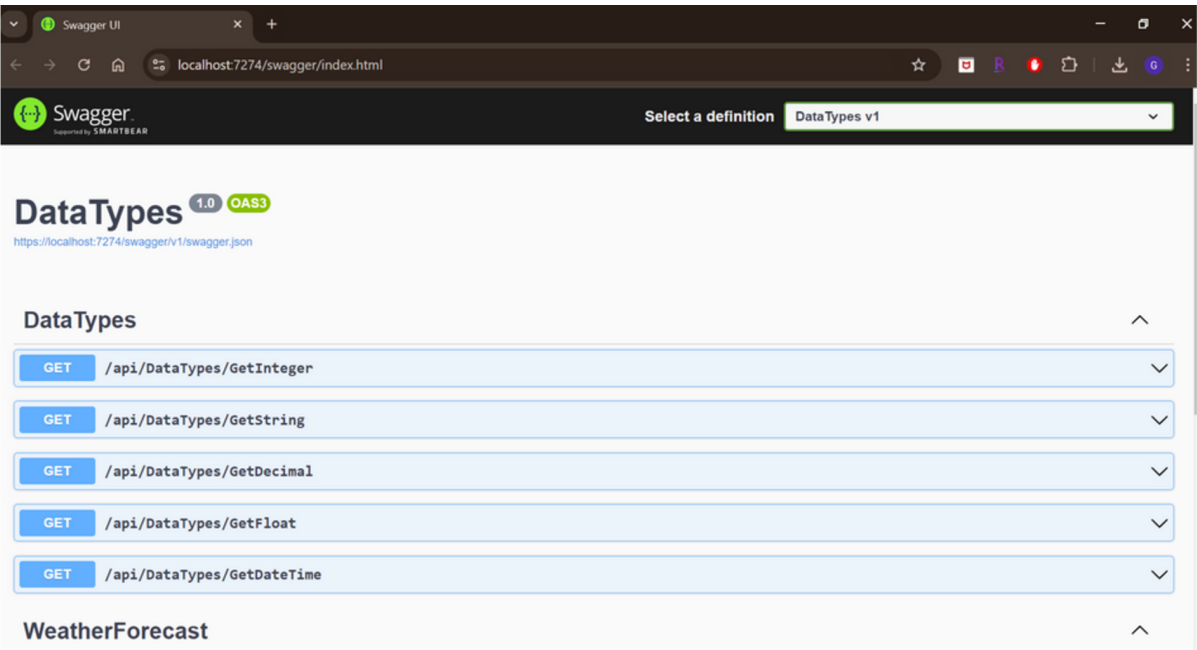 Swagger UI
localhost:7274/swagger/index.html
R
G
Swagger.
Supported by SMARTBEAR
Select a definition
DataTypes v1
DataTypes 1.0 OAS3
https://localhost:7274/swagger/v1/swagger.json
DataTypes
GET /api/DataTypes/GetInteger
GET /api/DataTypes/GetString
GET /api/DataTypes/GetDecimal
GET /api/DataTypes/GetFloat
GET /api/DataTypes/GetDateTime
WeatherForecast